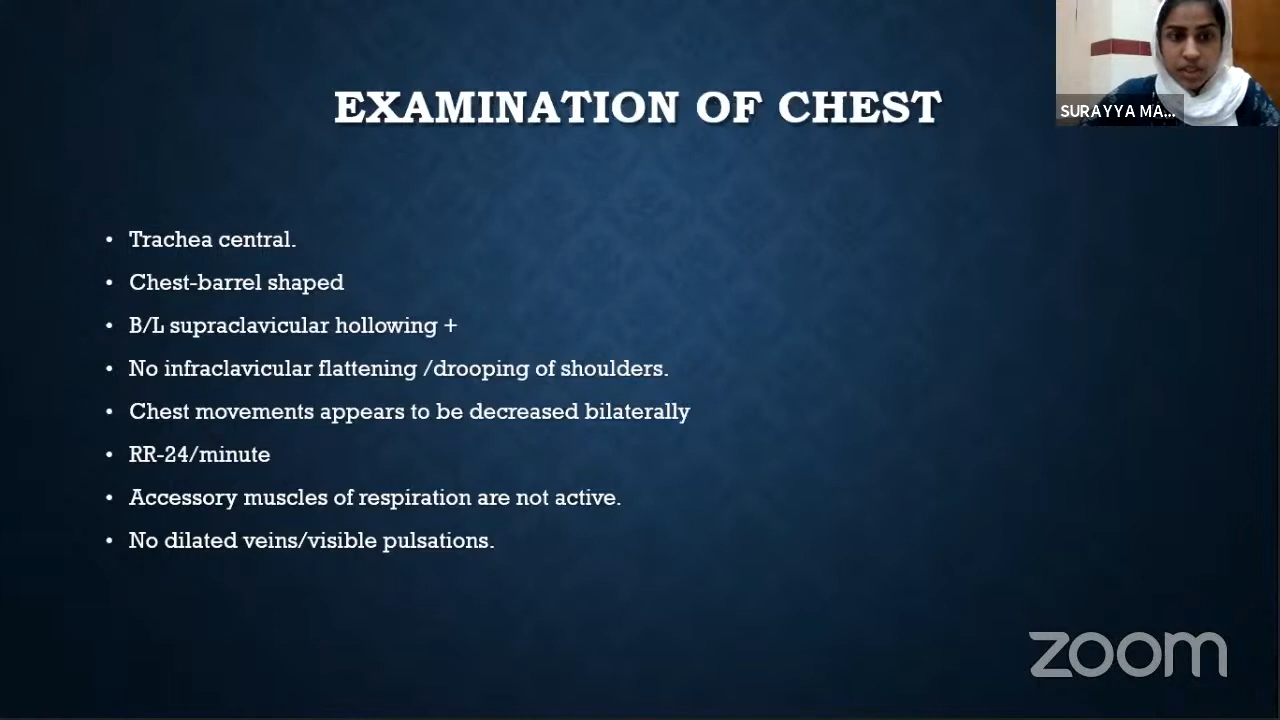 EXAMINATION OF CHEST
SURAYYA MA...
• Trachea central.
• Chest-barrel shaped
• B/L supraclavicular hollowing +
• No infraclavicular flattening /drooping of shoulders.
• Chest movements appears to be decreased bilaterally
• RR-24/minute
• Accessory muscles of respiration are not active.
• No dilated veins/visible pulsations.
zoom